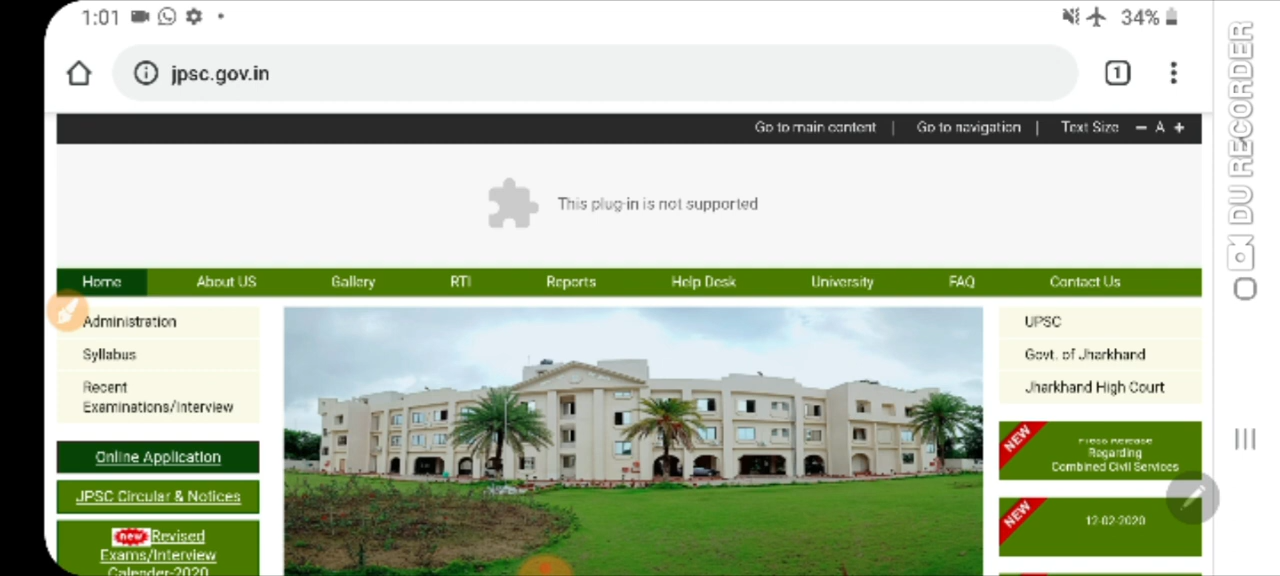 1:01
34%
jpsc.gov.in
1
Go to main content | Go to navigation | Text Size − A +
This plug-in is not supported
Home About US Gallery RTI Reports Help Desk University FAQ Contact Us
Administration
Syllabus
Recent
Examinations/Interview
Online Application
JPSC Circular & Notices
new Revised
Exams/Interview
Calender-2020
UPSC
Govt. of Jharkhand
Jharkhand High Court
NEW
Press Release
Regarding
Combined Civil Services
NEW
12-02-2020
DU RECORDER